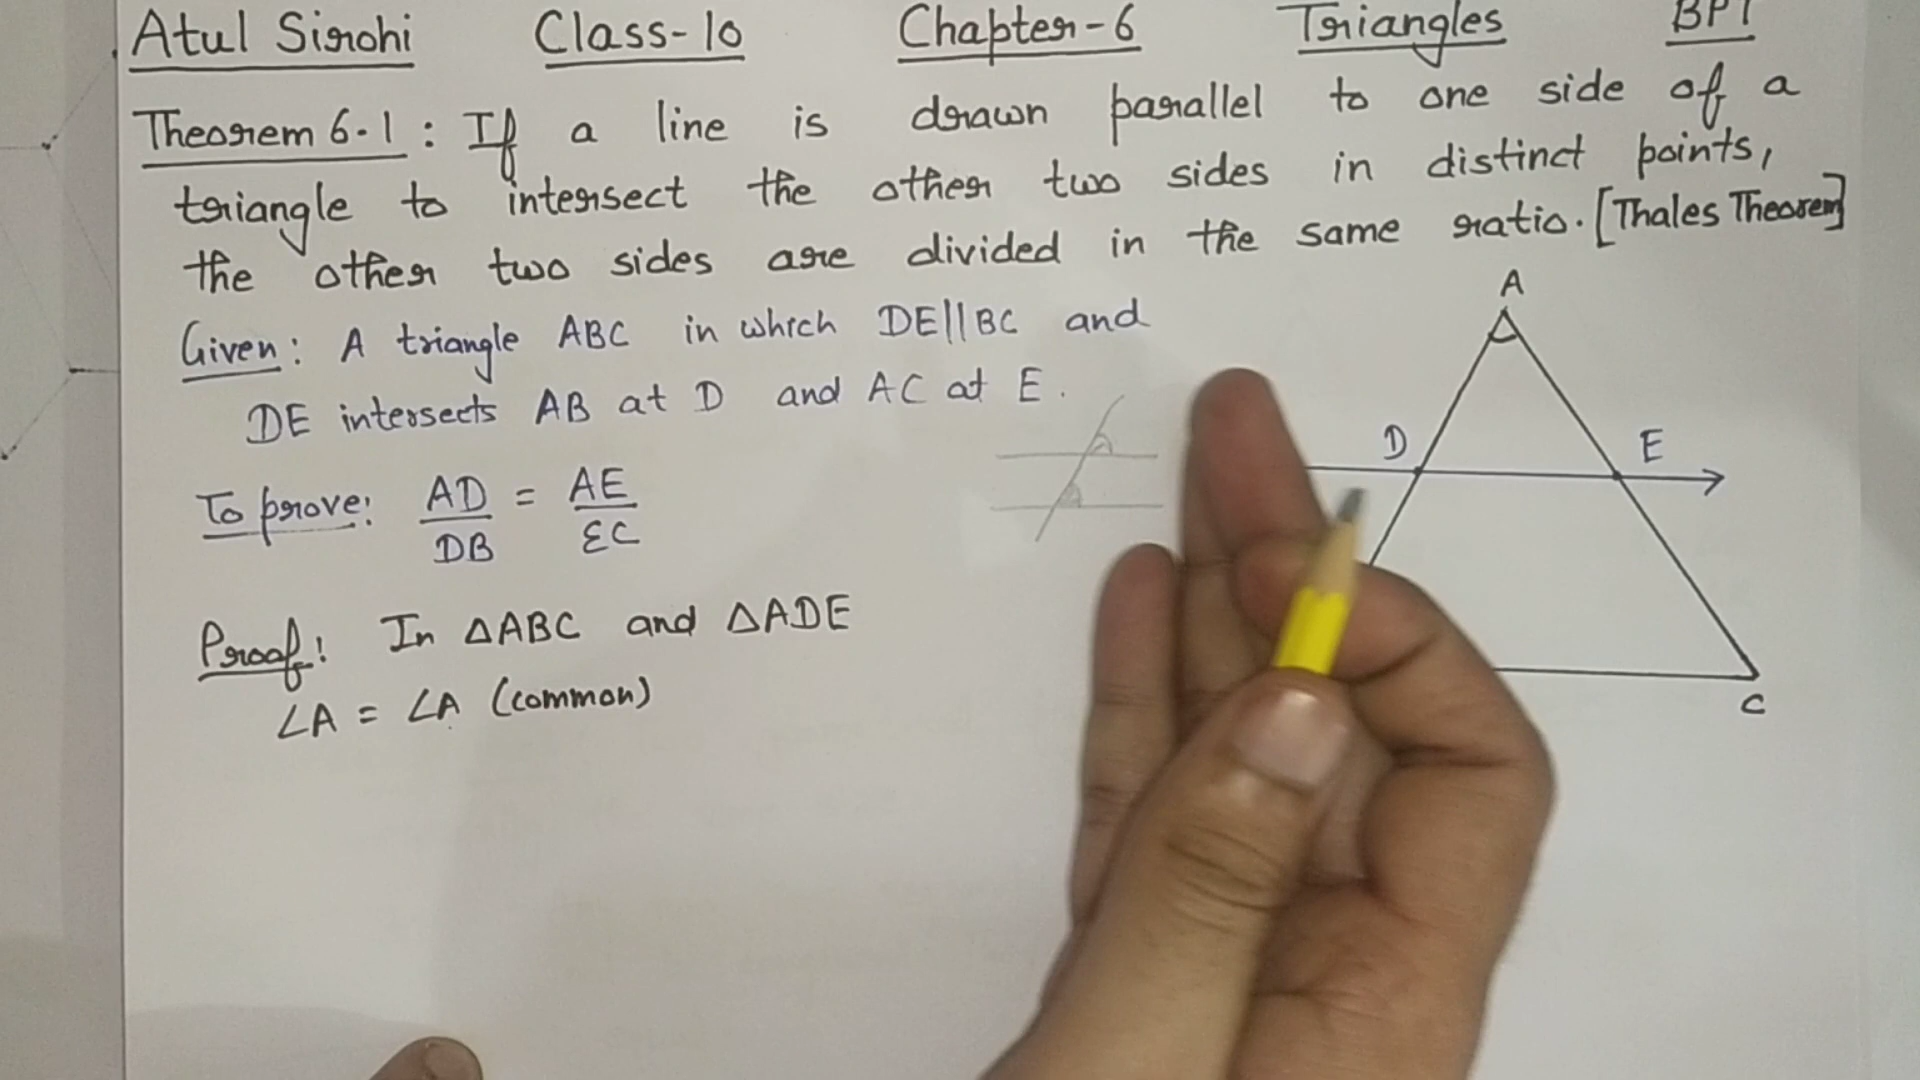 Atul Sirohi Class-10 Chapter-6 Triangles BPT
Theorem 6.1 : If a line is drawn parallel to one side of a
triangle to intersect the other two sides in distinct points,
the other two sides are divided in the same ratio. [Thales Theorem]
Given: A triangle ABC in which DE||BC and
DE intersects AB at D and AC at E.
To prove: AD/DB = AE/EC
Proof: In △ABC and △ADE
∠A = ∠A (common)
A
D E
C